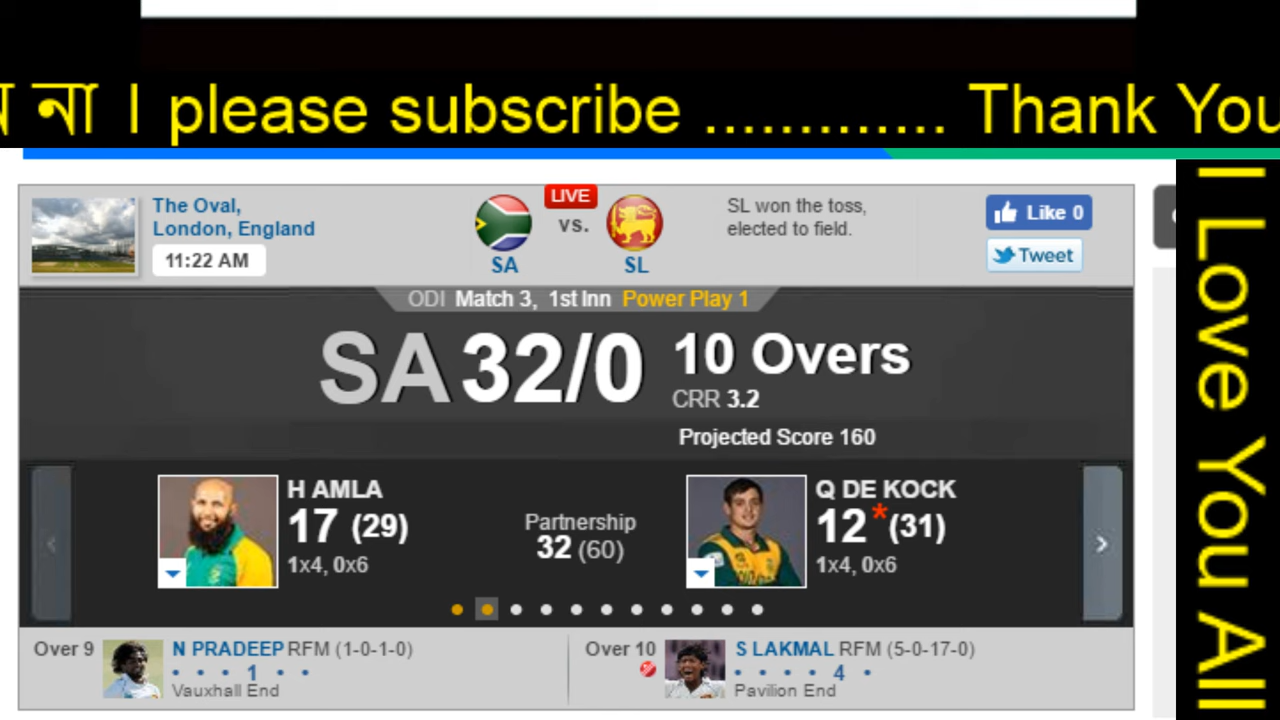 না । please subscribe ............. Thank You
The Oval,
London, England
11:22 AM
LIVE
vs.
SA
SL
SL won the toss,
elected to field.
Like 0
Tweet
ODI Match 3, 1st Inn Power Play 1
SA 32/0
10 Overs
CRR 3.2
Projected Score 160
H AMLA
17 (29)
1x4, 0x6
Partnership
32 (60)
Q DE KOCK
12*(31)
1x4, 0x6
Over 9
N PRADEEP RFM (1-0-1-0)
• • • 1 • •
Vauxhall End
Over 10
S LAKMAL RFM (5-0-17-0)
• • • • 4 •
Pavilion End
I Love You All